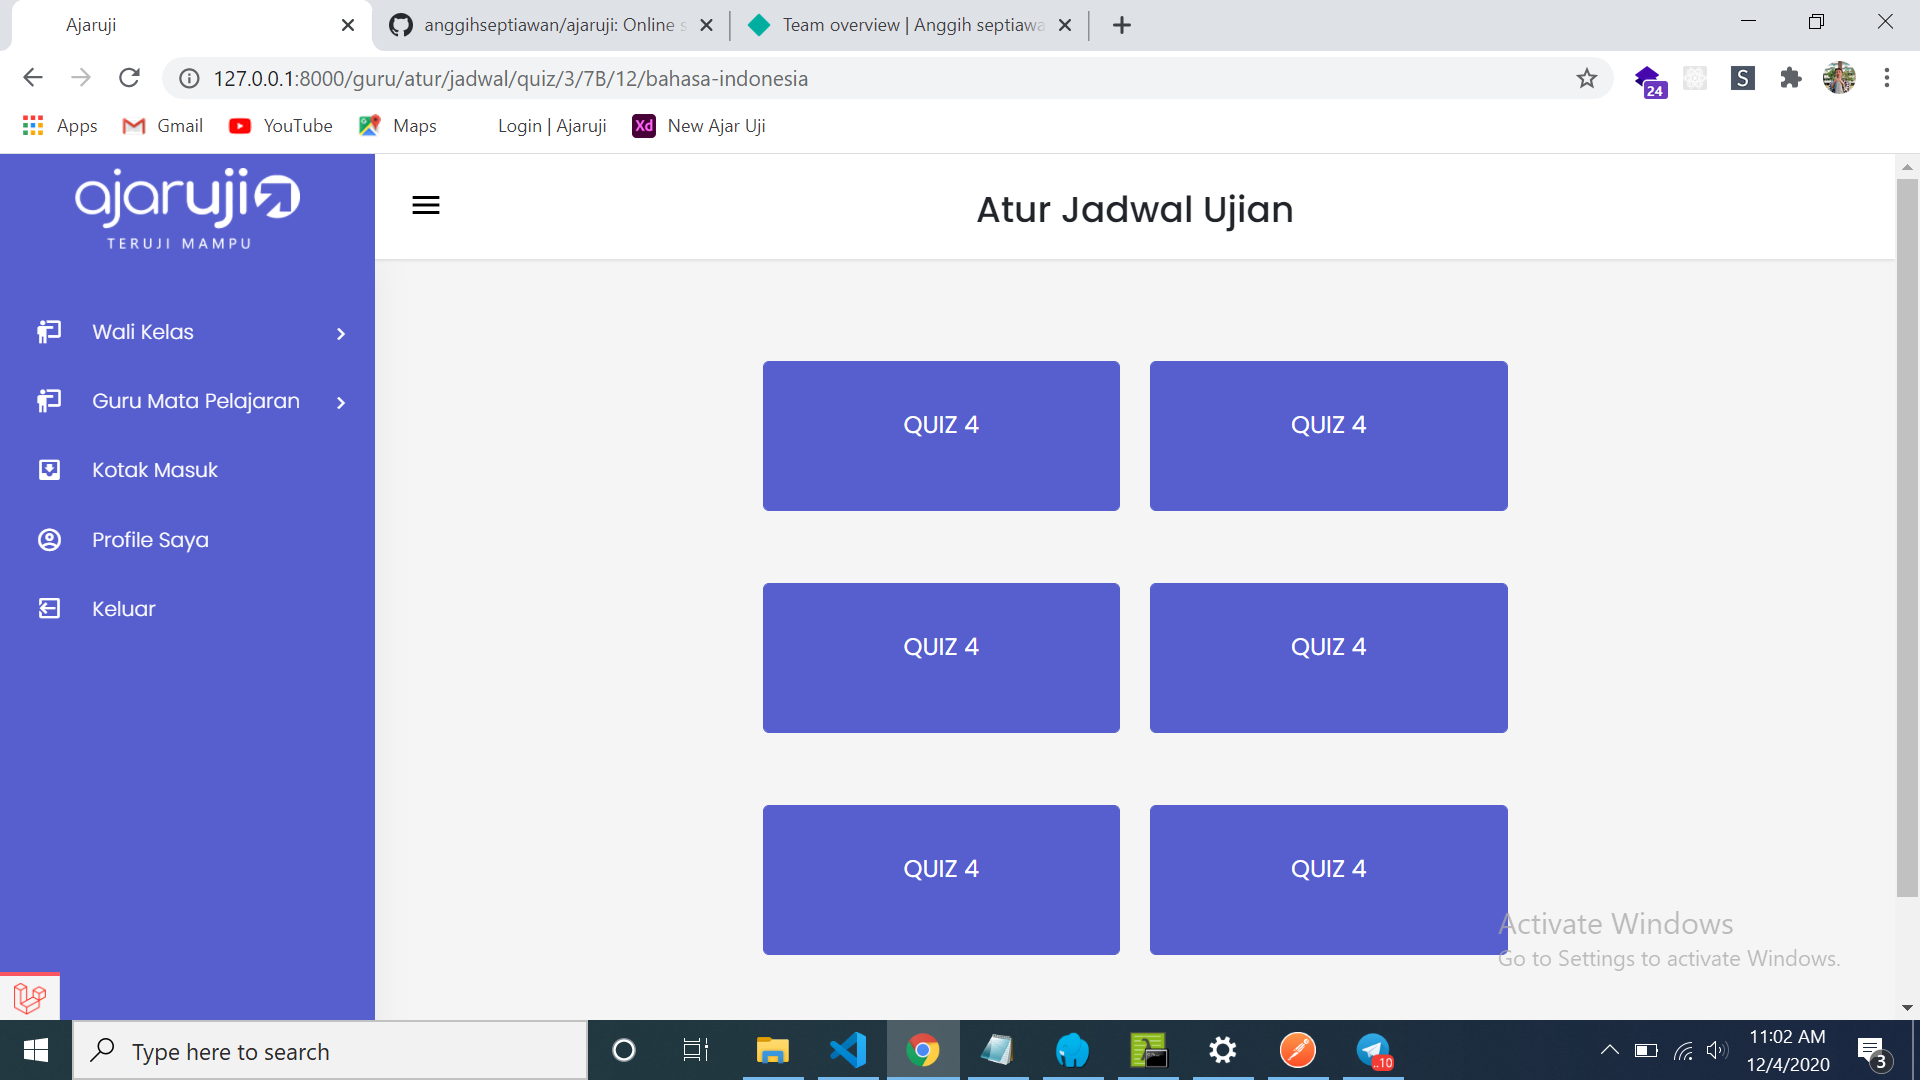 Ajaruji
anggihseptiawan/ajaruji: Online s
Team overview | Anggih septiawa
127.0.0.1:8000/guru/atur/jadwal/quiz/3/7B/12/bahasa-indonesia
24
S
Apps
Gmail
YouTube
Maps
Login | Ajaruji
Xd
New Ajar Uji
ajaruji
TERUJI MAMPU
Atur Jadwal Ujian
Wali Kelas
Guru Mata Pelajaran
Kotak Masuk
Profile Saya
Keluar
QUIZ 4
QUIZ 4
QUIZ 4
QUIZ 4
QUIZ 4
QUIZ 4
Activate Windows
Go to Settings to activate Windows.
Type here to search
..10
11:02 AM
12/4/2020
3